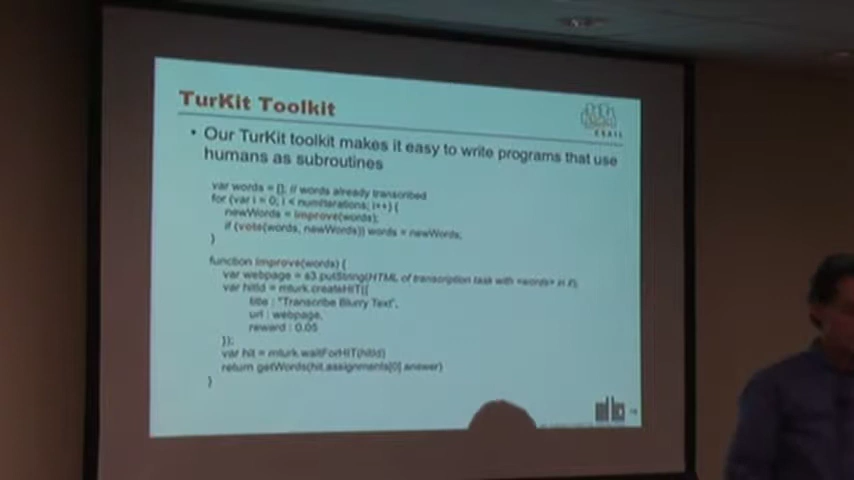 TurKit Toolkit
CSAIL
• Our TurKit toolkit makes it easy to write programs that use
humans as subroutines
var words = []; // words already transcribed
for (var i = 0; i < numIterations; i++) {
newWords = improve(words);
if (vote(words, newWords)) words = newWords;
}
function improve(words) {
var webpage = s3.putString(HTML of transcription task with <words> in it);
var hitId = mturk.createHIT({
title : "Transcribe Blurry Text",
url : webpage,
reward : 0.05
});
var hit = mturk.waitForHIT(hitId)
return getWords(hit.assignments[0].answer)
}